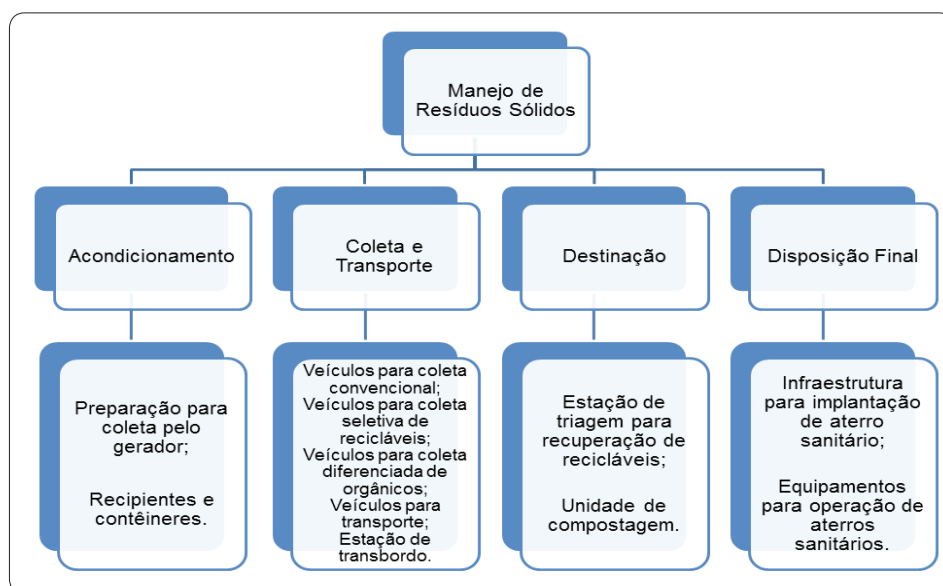 Manejo de
Resíduos Sólidos
Acondicionamento
Coleta e
Transporte
Destinação
Disposição Final
Preparação para
coleta pelo
gerador;
Recipientes e
contêineres.
Veículos para coleta
convencional;
Veículos para coleta
seletiva de
recicláveis;
Veículos para coleta
diferenciada de
orgânicos;
Veículos para
transporte;
Estação de
transbordo.
Estação de
triagem para
recuperação de
recicláveis;
Unidade de
compostagem.
Infraestrutura
para implantação
de aterro
sanitário;
Equipamentos
para operação de
aterros
sanitários.